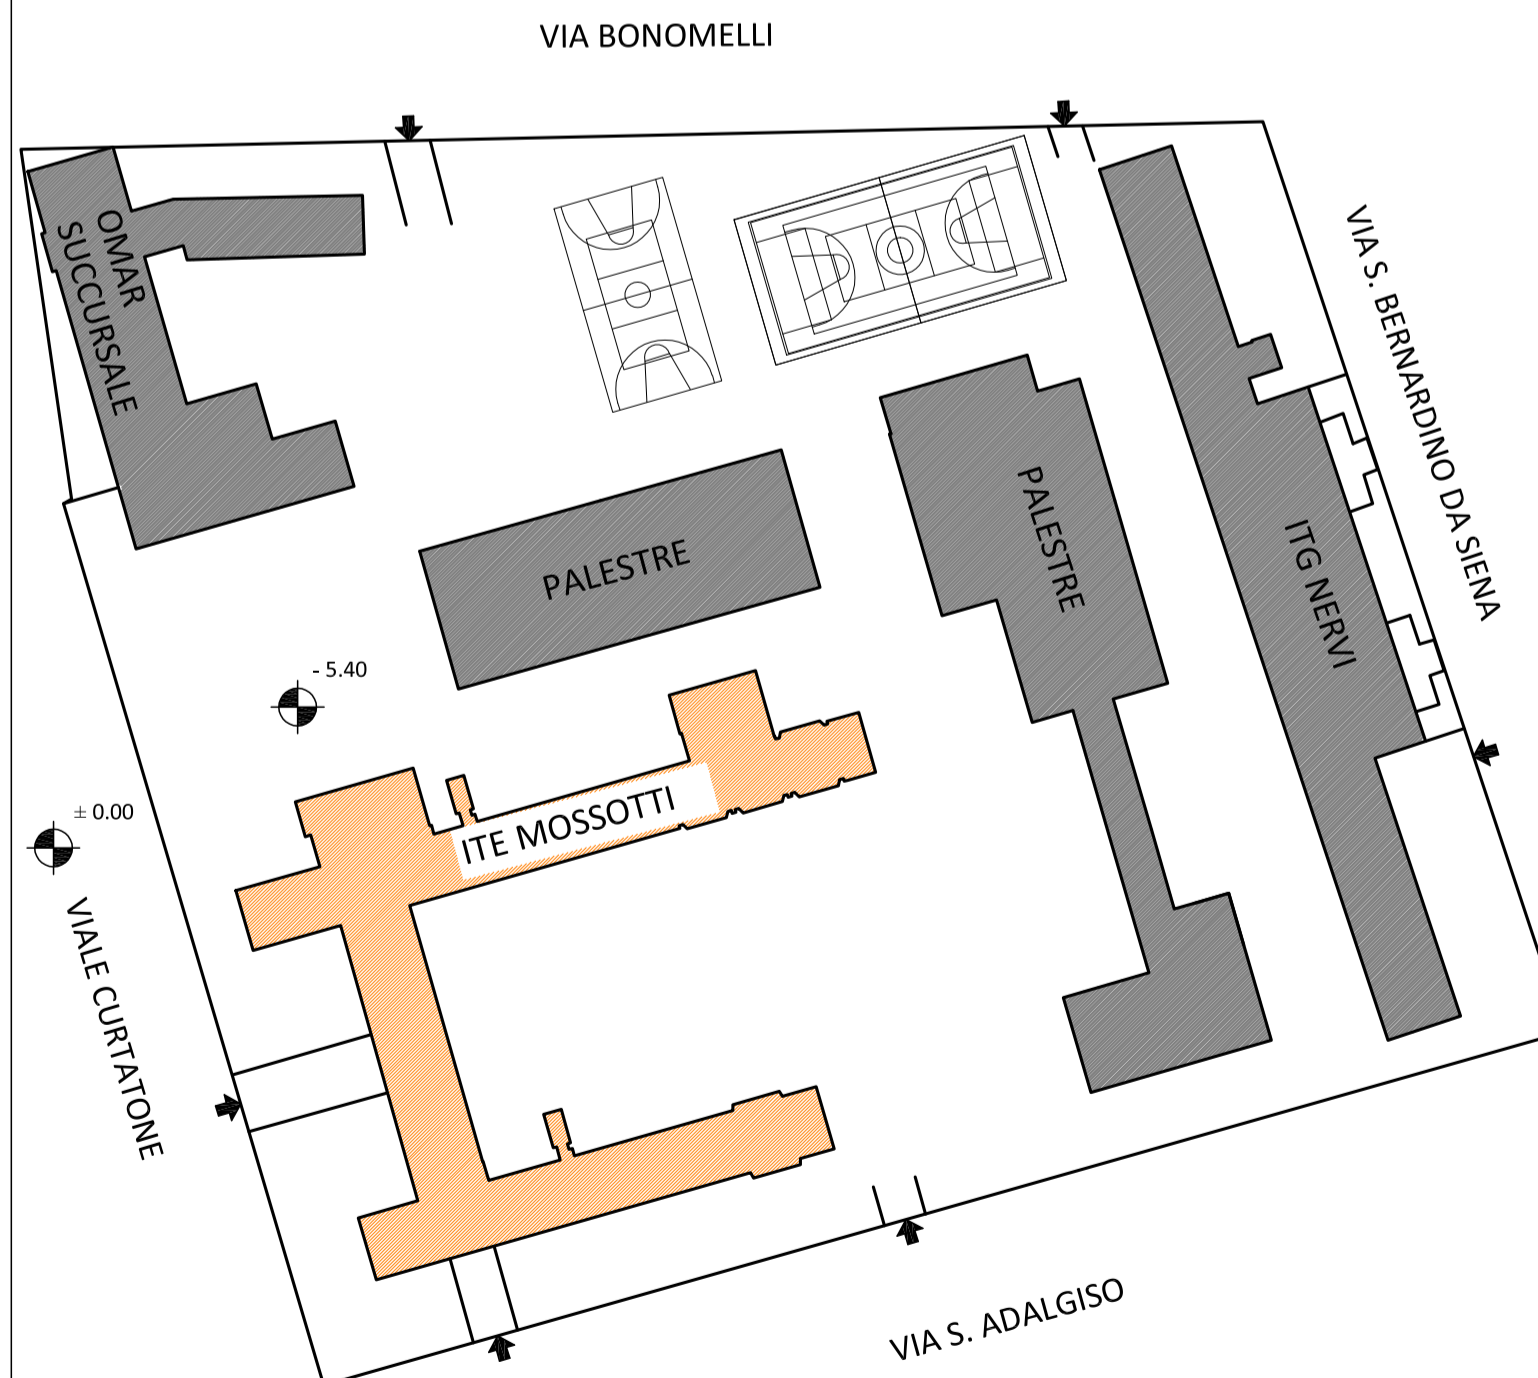 VIA BONOMELLI
OMAR
SUCCURSALE
VIA S. BERNARDINO DA SIENA
PALESTRE
PALESTRE
ITG NERVI
- 5.40
± 0.00
ITE MOSSOTTI
VIALE CURTATONE
VIA S. ADALGISO